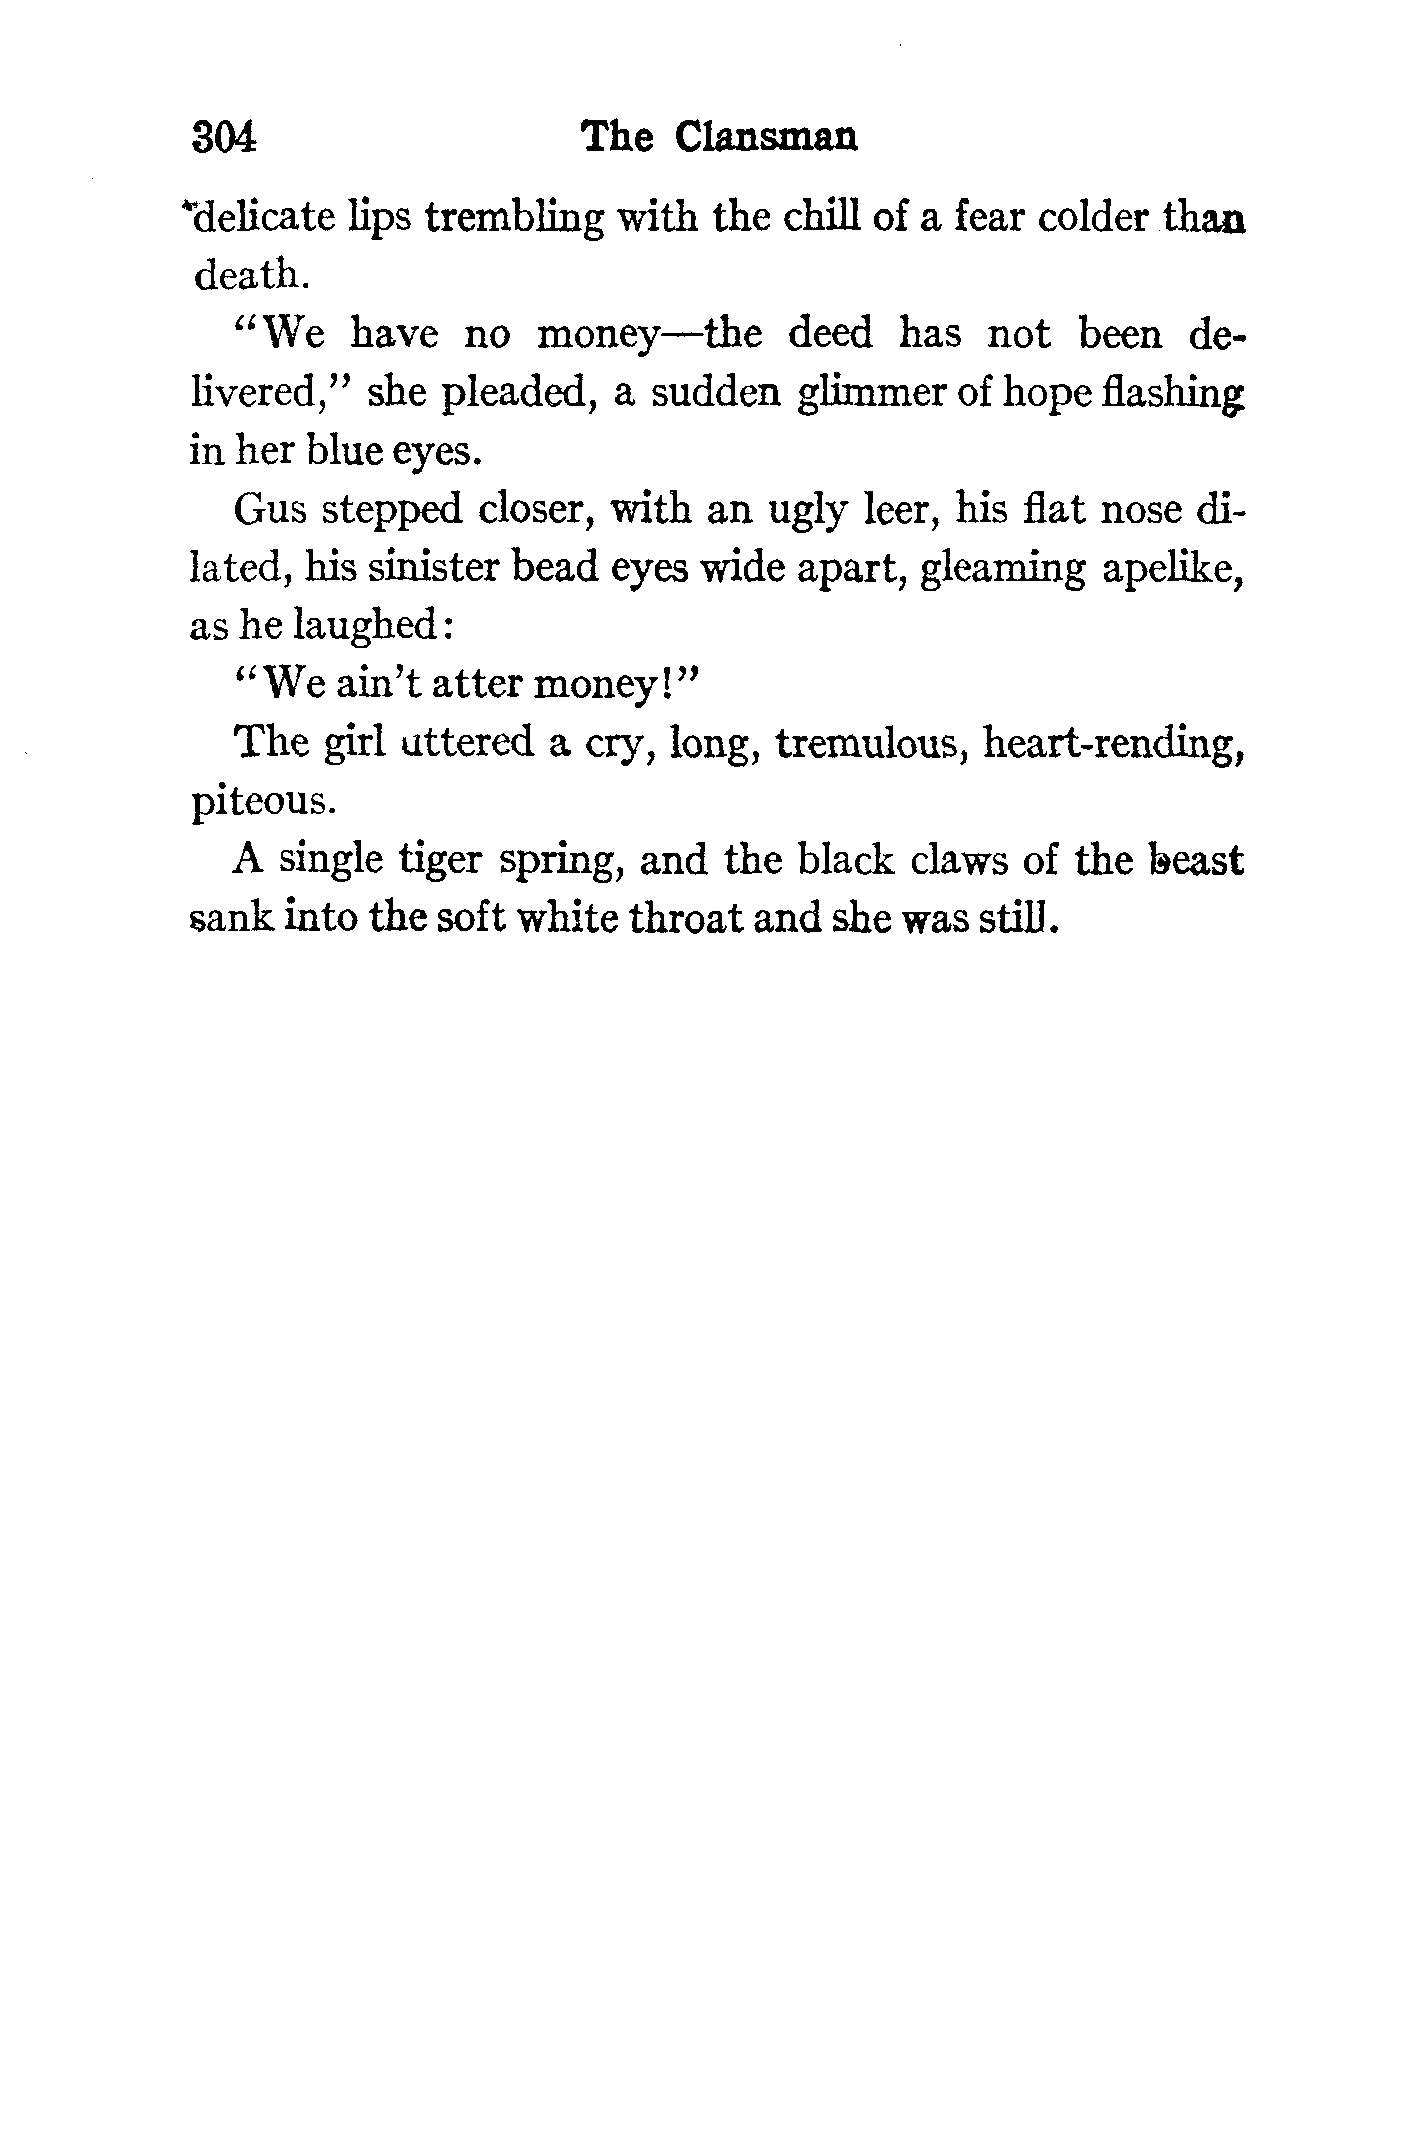 304 The Clansman
delicate lips trembling with the chill of a fear colder than
death.
"We have no money—the deed has not been de-
livered," she pleaded, a sudden glimmer of hope flashing
in her blue eyes.
Gus stepped closer, with an ugly leer, his flat nose di-
lated, his sinister bead eyes wide apart, gleaming apelike,
as he laughed:
"We ain't atter money!"
The girl uttered a cry, long, tremulous, heart-rending,
piteous.
A single tiger spring, and the black claws of the beast
sank into the soft white throat and she was still.